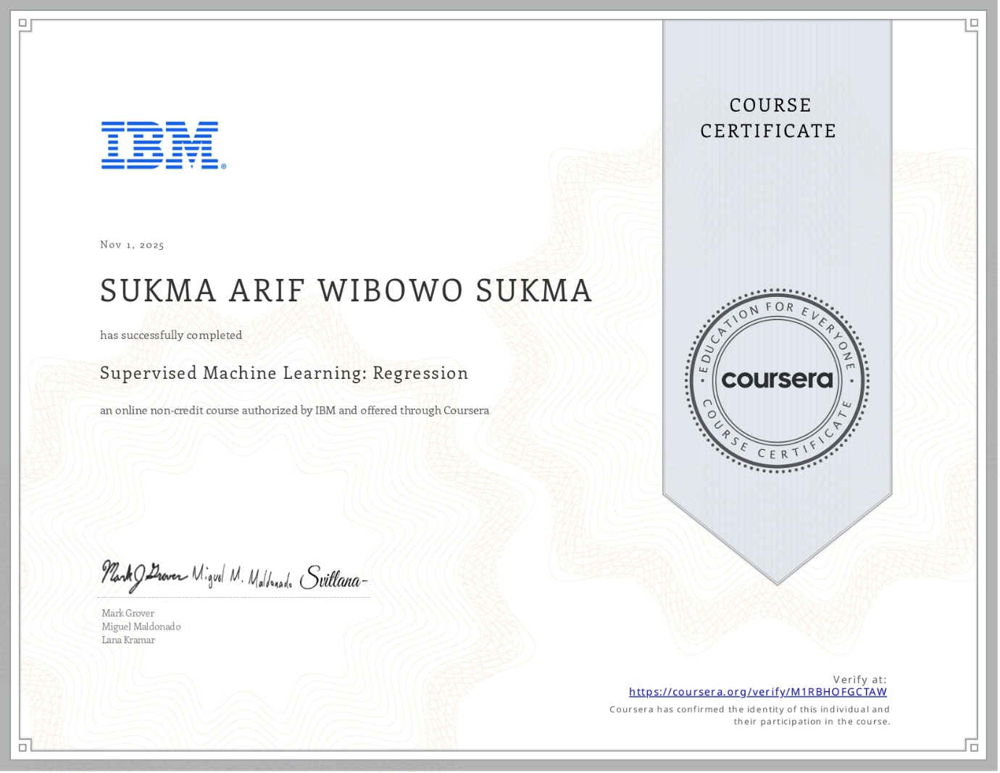 COURSE
CERTIFICATE
IBM®
Nov 1, 2025
SUKMA ARIF WIBOWO SUKMA
has successfully completed
Supervised Machine Learning: Regression
an online non-credit course authorized by IBM and offered through Coursera
EDUCATION FOR EVERYONE
coursera
COURSE CERTIFICATE
Mark J Grover Miguel M. Maldonado Svitlana-
Mark Grover
Miguel Maldonado
Lana Kramar
Verify at:
https://coursera.org/verify/M1RBHOFGCTAW
Coursera has confirmed the identity of this individual and
their participation in the course.